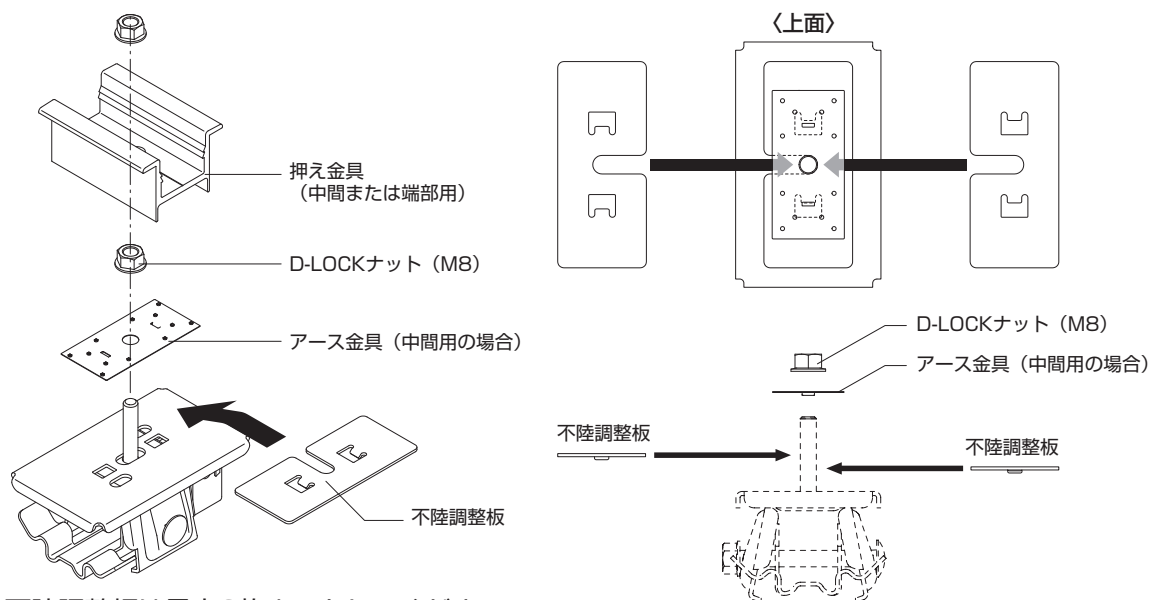 〈上面〉
押え金具
（中間または端部用）
D-LOCKナット（M8）
アース金具（中間用の場合）
不陸調整板
D-LOCKナット（M8）
アース金具（中間用の場合）
不陸調整板
不陸調整板